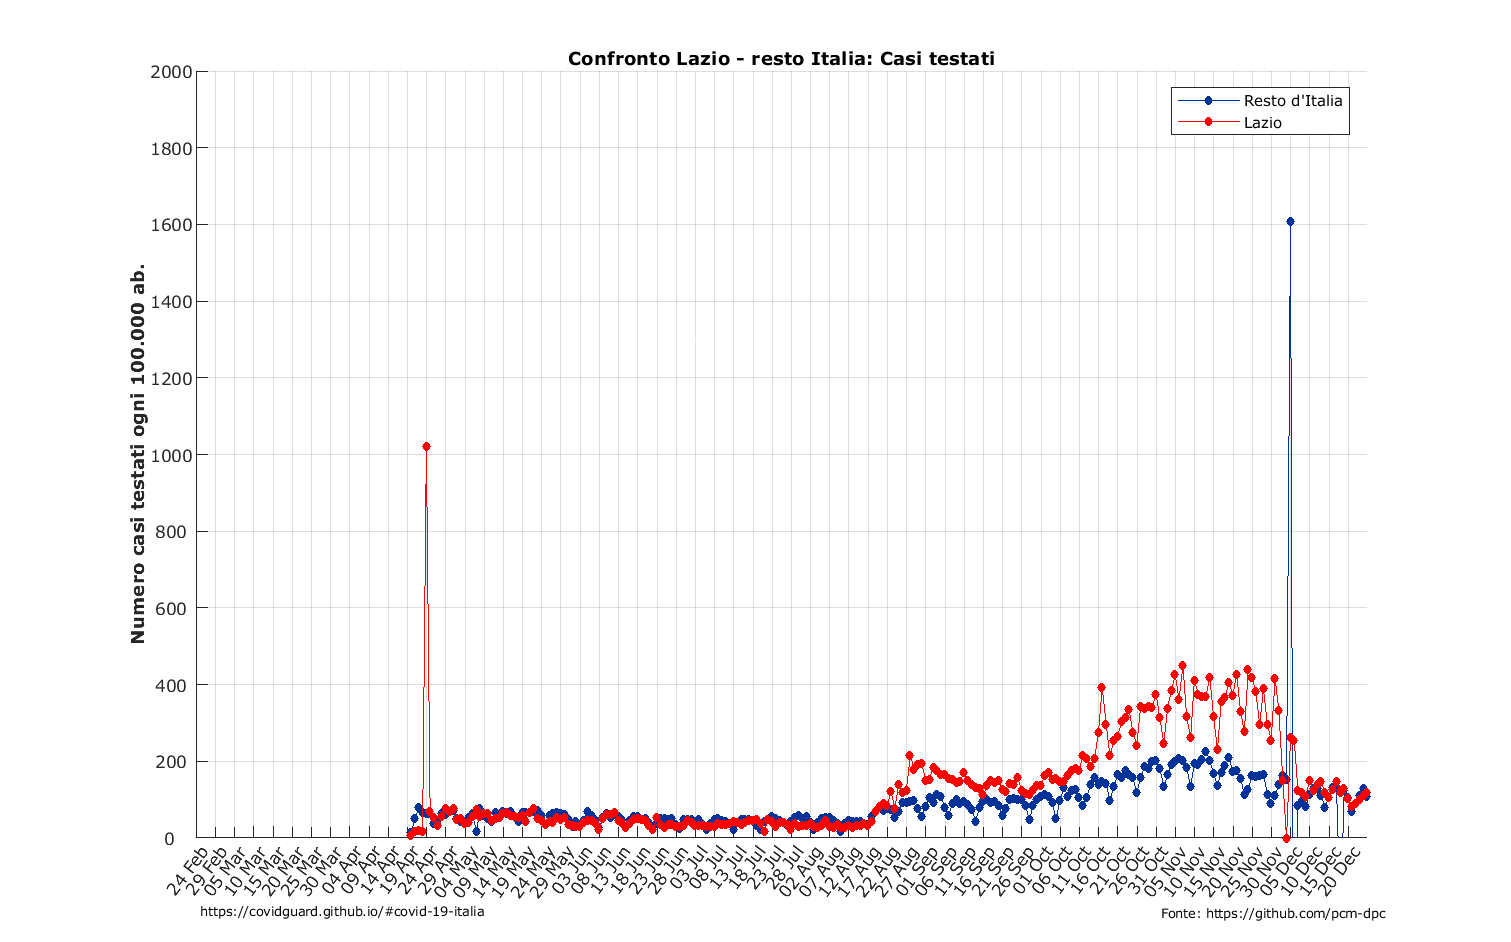 Confronto Lazio - resto Italia: Casi testati
Resto d'Italia
Lazio
Numero casi testati ogni 100.000 ab.
2000
1800
1600
1400
1200
1000
800
600
400
200
0
24 Feb
29 Feb
05 Mar
10 Mar
15 Mar
20 Mar
25 Mar
30 Mar
04 Apr
09 Apr
14 Apr
19 Apr
24 Apr
29 Apr
04 May
09 May
14 May
19 May
24 May
29 May
03 Jun
08 Jun
13 Jun
18 Jun
23 Jun
28 Jun
03 Jul
08 Jul
13 Jul
18 Jul
23 Jul
28 Jul
02 Aug
07 Aug
12 Aug
17 Aug
22 Aug
27 Aug
01 Sep
06 Sep
11 Sep
16 Sep
21 Sep
26 Sep
01 Oct
06 Oct
11 Oct
16 Oct
21 Oct
26 Oct
31 Oct
05 Nov
10 Nov
15 Nov
20 Nov
25 Nov
30 Nov
05 Dec
10 Dec
15 Dec
20 Dec
https://covidguard.github.io/#covid-19-italia
Fonte: https://github.com/pcm-dpc